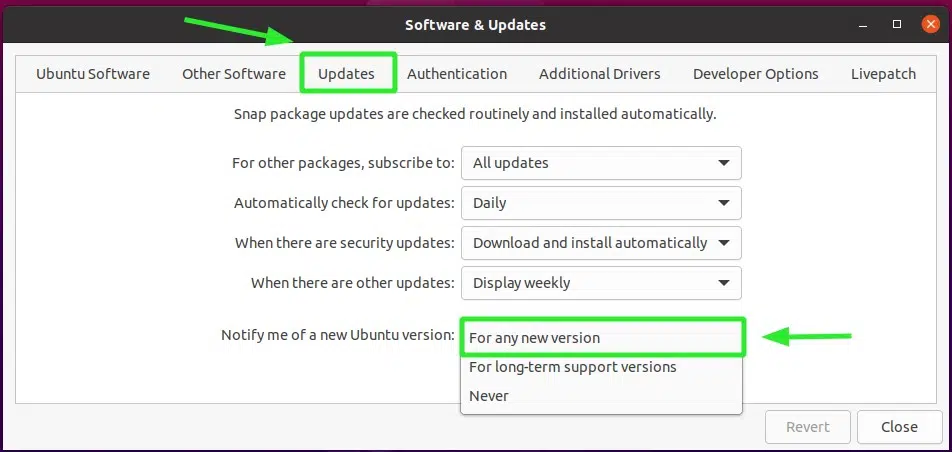 Software & Updates
Ubuntu Software Other Software Updates Authentication Additional Drivers Developer Options Livepatch
Snap package updates are checked routinely and installed automatically.
For other packages, subscribe to: All updates
Automatically check for updates: Daily
When there are security updates: Download and install automatically
When there are other updates: Display weekly
Notify me of a new Ubuntu version: For any new version
For long-term support versions
Never
Revert Close